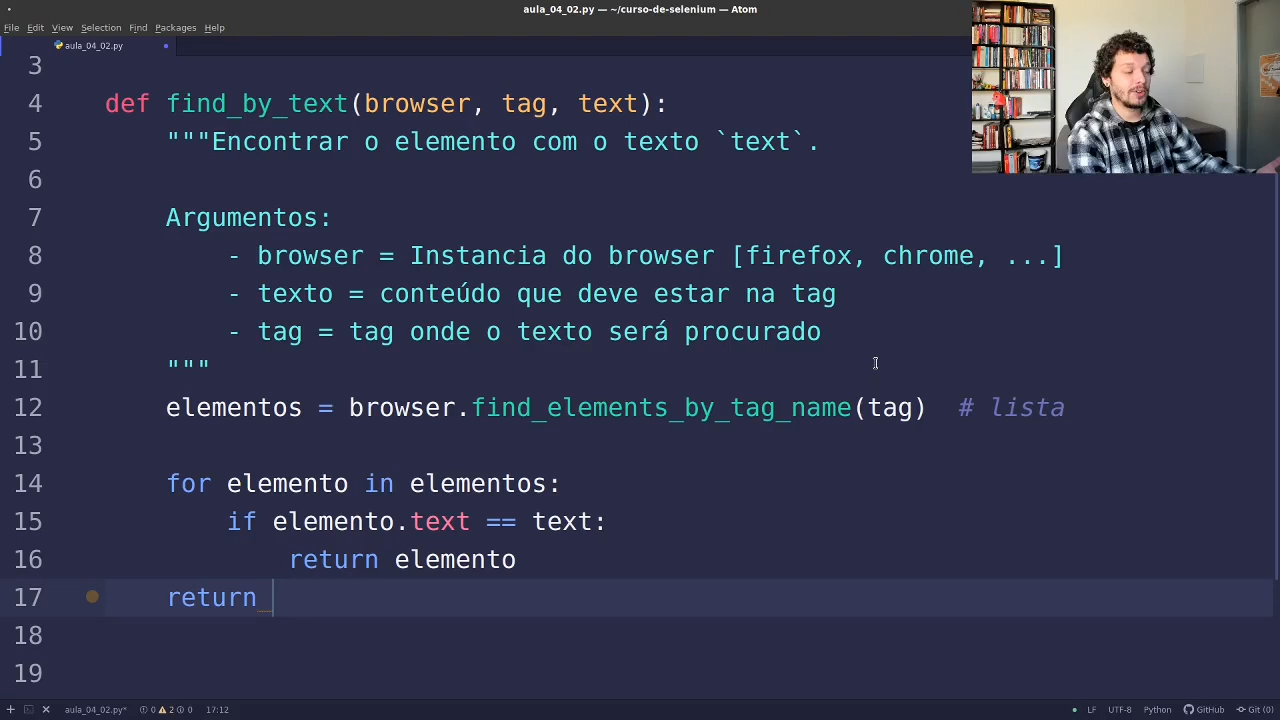 aula_04_02.py — ~/curso-de-selenium — Atom
File Edit View Selection Find Packages Help
aula_04_02.py
3
4 def find_by_text(browser, tag, text):
5 """Encontrar o elemento com o texto `text`.
6
7 Argumentos:
8 - browser = Instancia do browser [firefox, chrome, ...]
9 - texto = conteúdo que deve estar na tag
10 - tag = tag onde o texto será procurado
11 """
12 elementos = browser.find_elements_by_tag_name(tag)  # lista
13
14 for elemento in elementos:
15 if elemento.text == text:
16 return elemento
17 return
18
19
aula_04_02.py* 0 2 0 17:12 LF UTF-8 Python GitHub Git (0)